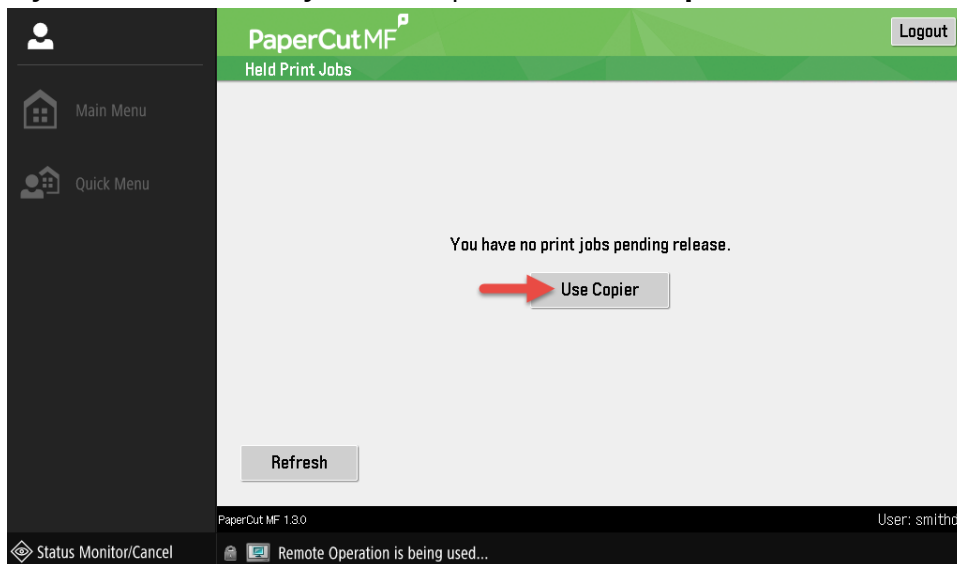 PaperCut MF
Logout
Held Print Jobs
Main Menu
Quick Menu
You have no print jobs pending release.
Use Copier
Refresh
PaperCut MF 1.3.0
User: smithd
Status Monitor/Cancel
Remote Operation is being used...